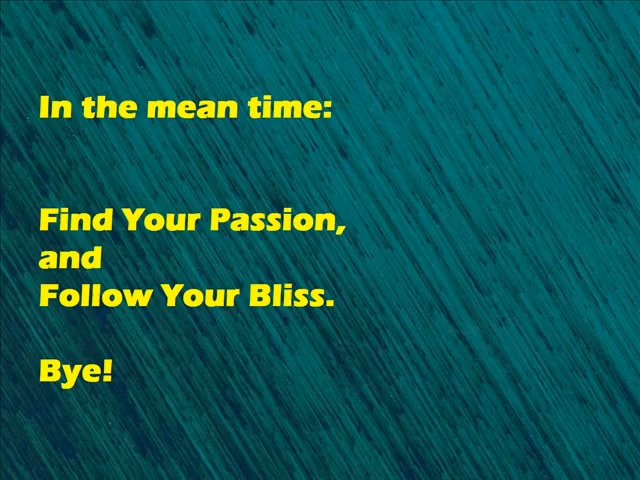 In the mean time:
Find Your Passion,
and
Follow Your Bliss.
Bye!